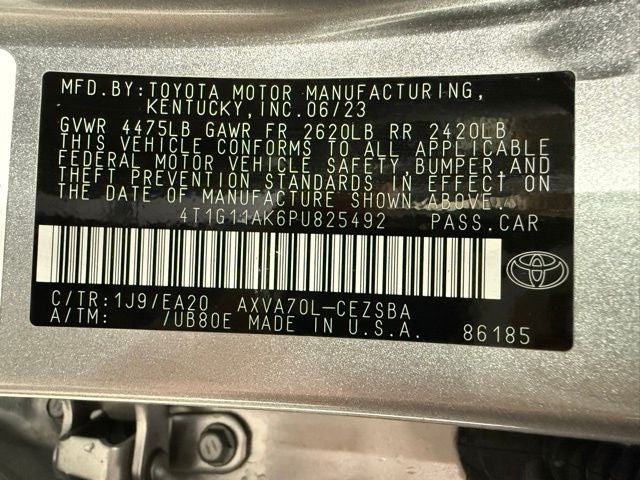 MFD. BY: TOYOTA MOTOR MANUFACTURING,
KENTUCKY, INC. 06/23
GVWR 4475LB GAWR FR 2620LB RR 2420LB
THIS VEHICLE CONFORMS TO ALL APPLICABLE
FEDERAL MOTOR VEHICLE SAFETY, BUMPER, AND
THEFT PREVENTION STANDARDS IN EFFECT ON
THE DATE OF MANUFACTURE SHOWN ABOVE.
4T1G11AK6PU825492 PASS. CAR
C/TR: 1J9/EA20 AXVA70L-CEZSBA
A/TM: /UB80E MADE IN U.S.A. 86185